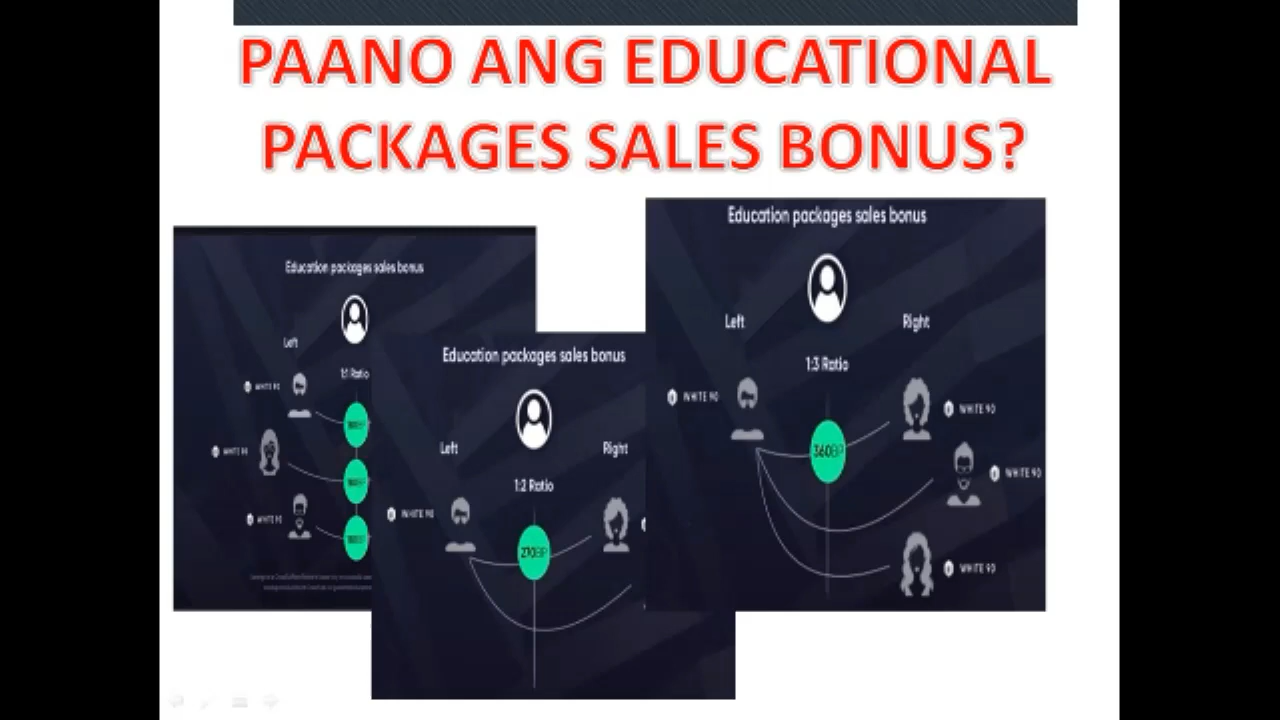 PAANO ANG EDUCATIONAL
PACKAGES SALES BONUS?
Education packages sales bonus
Left
1:1 Ratio
WHITE 90
WHITE 90
WHITE 90
Education packages sales bonus
Left
Right
1:2 Ratio
WHITE 90
270BP
Education packages sales bonus
Left
Right
1:3 Ratio
WHITE 90
360BP
WHITE 90
WHITE 90
WHITE 90